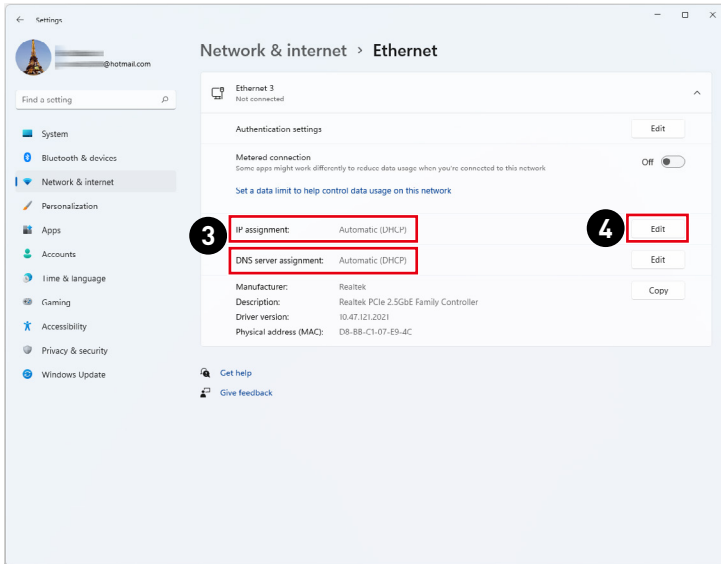 Settings
@hotmail.com
Find a setting
System
Bluetooth & devices
Network & internet
Personalization
Apps
Accounts
Time & language
Gaming
Accessibility
Privacy & security
Windows Update
Network & internet > Ethernet
Ethernet 3
Not connected
Authentication settings Edit
Metered connection
Some apps might work differently to reduce data usage when you're connected to this network
Off
Set a data limit to help control data usage on this network
3 IP assignment: Automatic (DHCP) 4 Edit
DNS server assignment: Automatic (DHCP) Edit
Manufacturer: Realtek Copy
Description: Realtek PCIe 2.5GbE Family Controller
Driver version: 10.47.121.2021
Physical address (MAC): D8-BB-C1-07-E9-4C
Get help
Give feedback